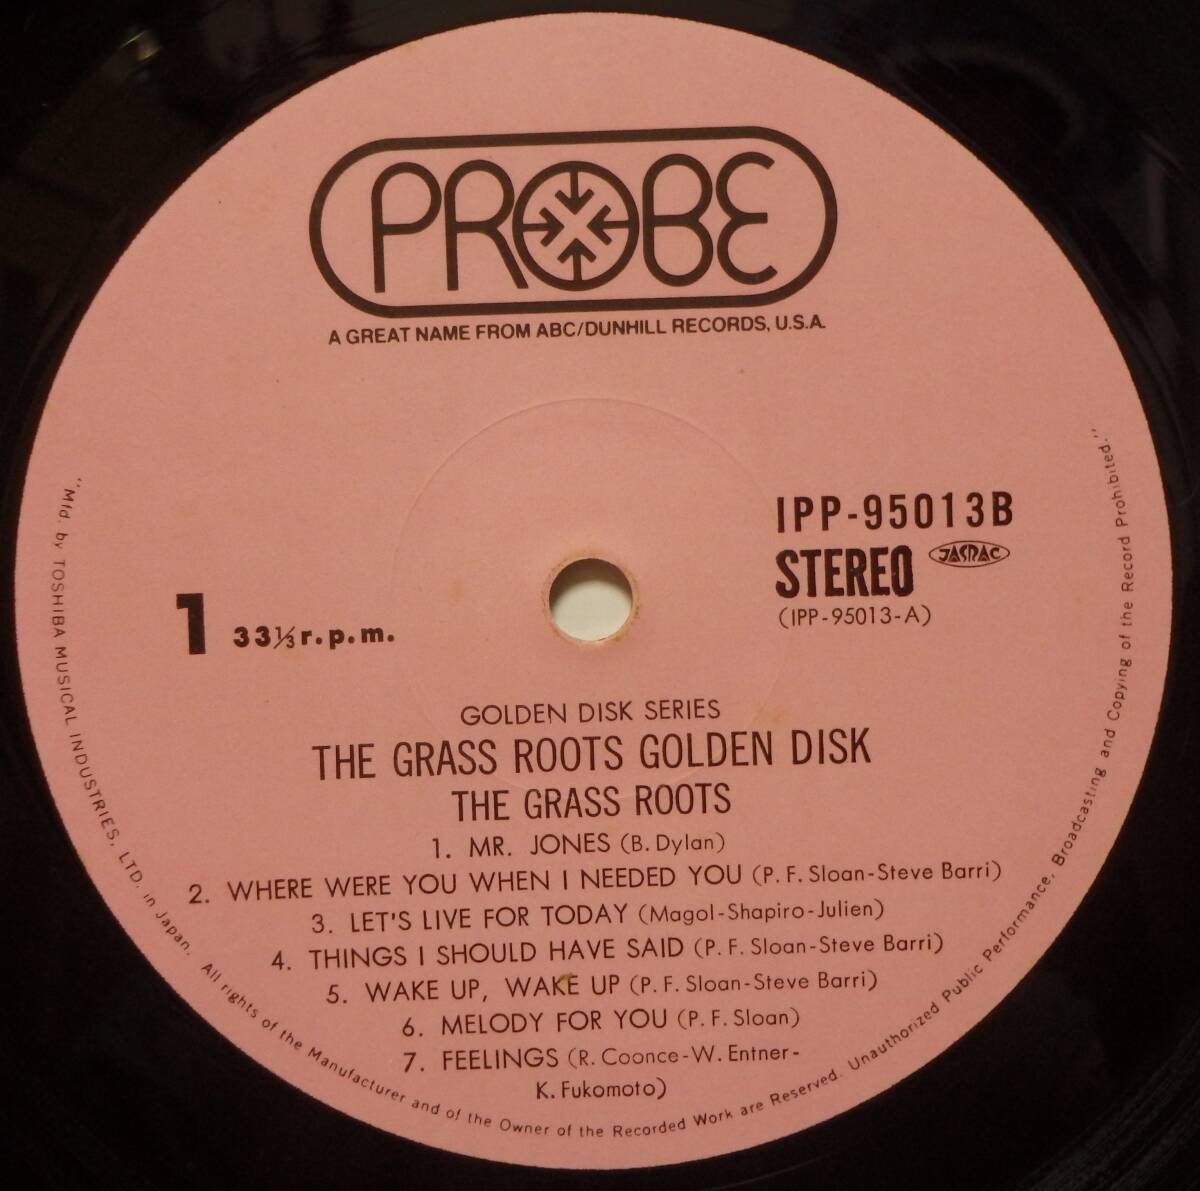 PROBE
A GREAT NAME FROM ABC/DUNHILL RECORDS, U.S.A.
IPP-95013B
STEREO JASRAC
(IPP-95013-A)
1 33⅓ r.p.m.
GOLDEN DISK SERIES
THE GRASS ROOTS GOLDEN DISK
THE GRASS ROOTS
1. MR. JONES (B. Dylan)
2. WHERE WERE YOU WHEN I NEEDED YOU (P. F. Sloan-Steve Barri)
3. LET'S LIVE FOR TODAY (Magol-Shapiro-Julien)
4. THINGS I SHOULD HAVE SAID (P. F. Sloan-Steve Barri)
5. WAKE UP, WAKE UP (P. F. Sloan-Steve Barri)
6. MELODY FOR YOU (P. F. Sloan)
7. FEELINGS (R. Coonce-W. Entner-
K. Fukomoto)
"Mfd. by TOSHIBA MUSICAL INDUSTRIES, LTD. in Japan. All rights of the Manufacturer and of the Owner of the Recorded Work are Reserved. Unauthorized Public Performance, Broadcasting and Copying of the Record Prohibited."